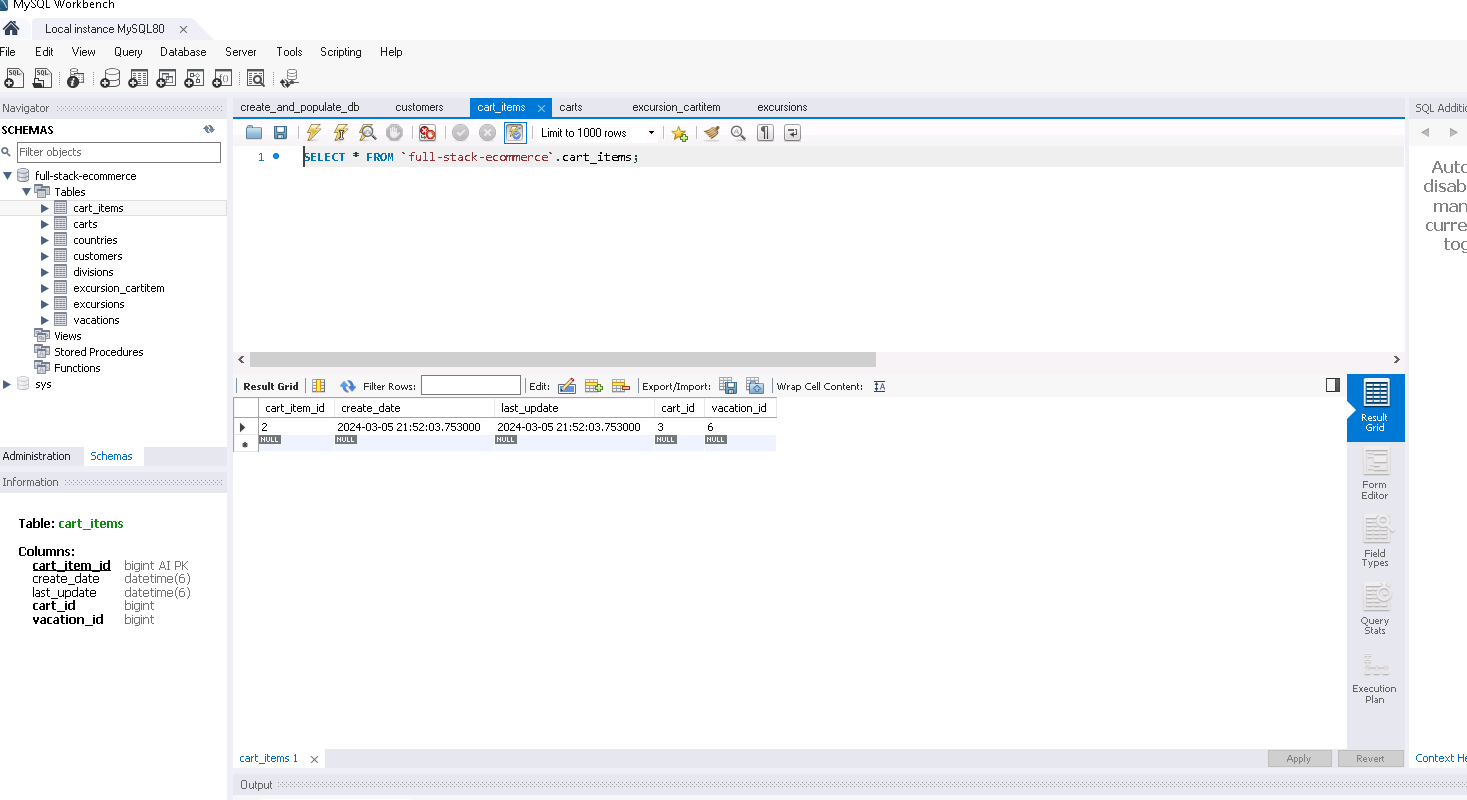 MySQL Workbench
Local instance MySQL80
File Edit View Query Database Server Tools Scripting Help
Navigator
SCHEMAS
Filter objects
full-stack-ecommerce
Tables
cart_items
carts
countries
customers
divisions
excursion_cartitem
excursions
vacations
Views
Stored Procedures
Functions
sys
Administration Schemas
Information
Table: cart_items
Columns:
cart_item_id bigint AI PK
create_date datetime(6)
last_update datetime(6)
cart_id bigint
vacation_id bigint
create_and_populate_db customers cart_items carts excursion_cartitem excursions
Limit to 1000 rows
1 SELECT * FROM `full-stack-ecommerce`.cart_items;
Result Grid Filter Rows: Edit: Export/Import: Wrap Cell Content:
cart_item_id create_date last_update cart_id vacation_id
2 2024-03-05 21:52:03.753000 2024-03-05 21:52:03.753000 3 6
NULL NULL NULL NULL NULL
Result
Grid
Form
Editor
Field
Types
Query
Stats
Execution
Plan
cart_items 1
Apply Revert
Output
SQL Additi
Auto
disab
man
curre
tog
Context He